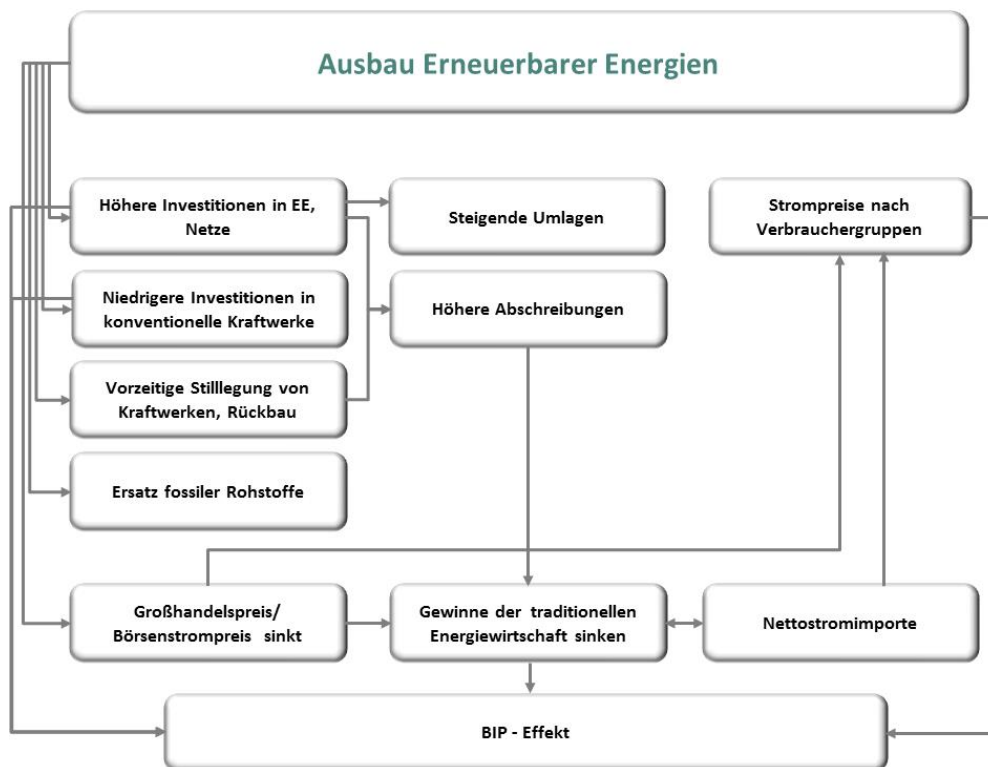 Ausbau Erneuerbarer Energien
Höhere Investitionen in EE,
Netze
Steigende Umlagen
Strompreise nach
Verbrauchergruppen
Niedrigere Investitionen in
konventionelle Kraftwerke
Höhere Abschreibungen
Vorzeitige Stilllegung von
Kraftwerken, Rückbau
Ersatz fossiler Rohstoffe
Großhandelspreis/
Börsenstrompreis sinkt
Gewinne der traditionellen
Energiewirtschaft sinken
Nettostromimporte
BIP - Effekt